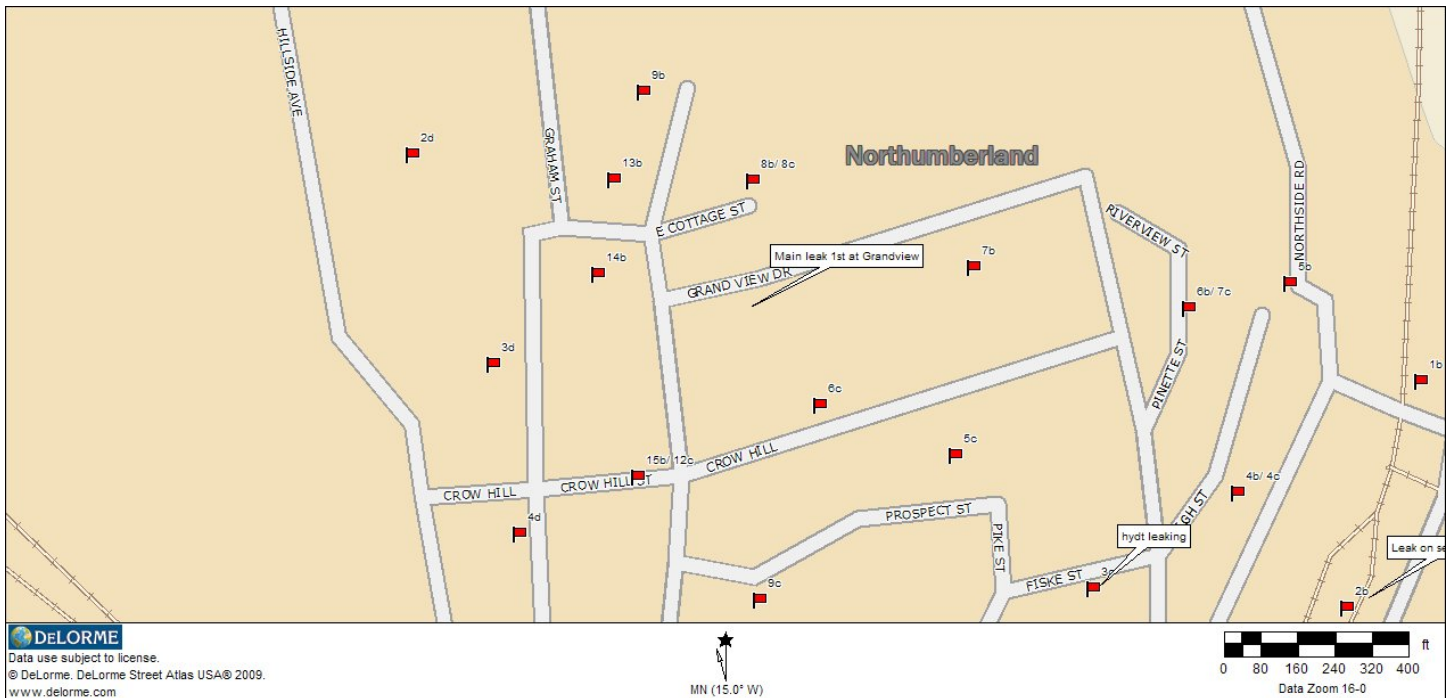 HILLSIDE AVE
GRAHAM ST
9b
2d
13b
8b/ 8c
Northumberland
E COTTAGE ST
RIVERVIEW ST
NORTHSIDE RD
14b
Main leak 1st at Grandview
GRAND VIEW DR
7b
5b
6b/ 7c
3d
PINETTE ST
1b
6c
5c
15b/ 12c
CROW HILL
CROW HILL ST
CROW HILL
4b/ 4c
4d
PROSPECT ST
PIKE ST
hydt leaking
Leak on
FISKE ST
9c
2b
DELORME
Data use subject to license.
© DeLorme. DeLorme Street Atlas USA® 2009.
www.delorme.com
MN (15.0° W)
ft
0 80 160 240 320 400
Data Zoom 16-0